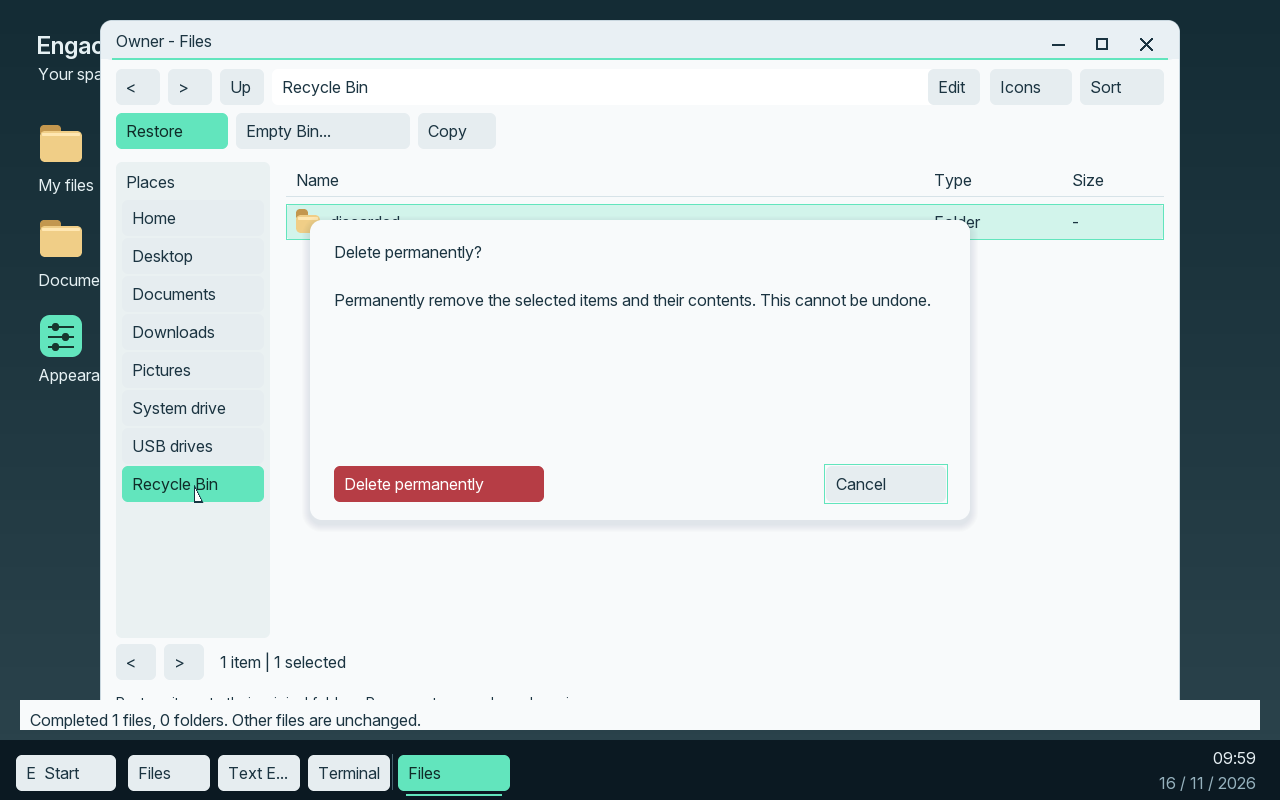 Owner - Files
Engac
Your spa
< > Up Recycle Bin Edit Icons Sort
Restore Empty Bin... Copy
Places
Home
Desktop
Documents
Downloads
Pictures
System drive
USB drives
Recycle Bin
Name Type Size
discarded Folder -
My files
Docume
Appeara
Delete permanently?
Permanently remove the selected items and their contents. This cannot be undone.
Delete permanently Cancel
< > 1 item | 1 selected
Completed 1 files, 0 folders. Other files are unchanged.
E Start Files Text E... Terminal Files
09:59
16 / 11 / 2026